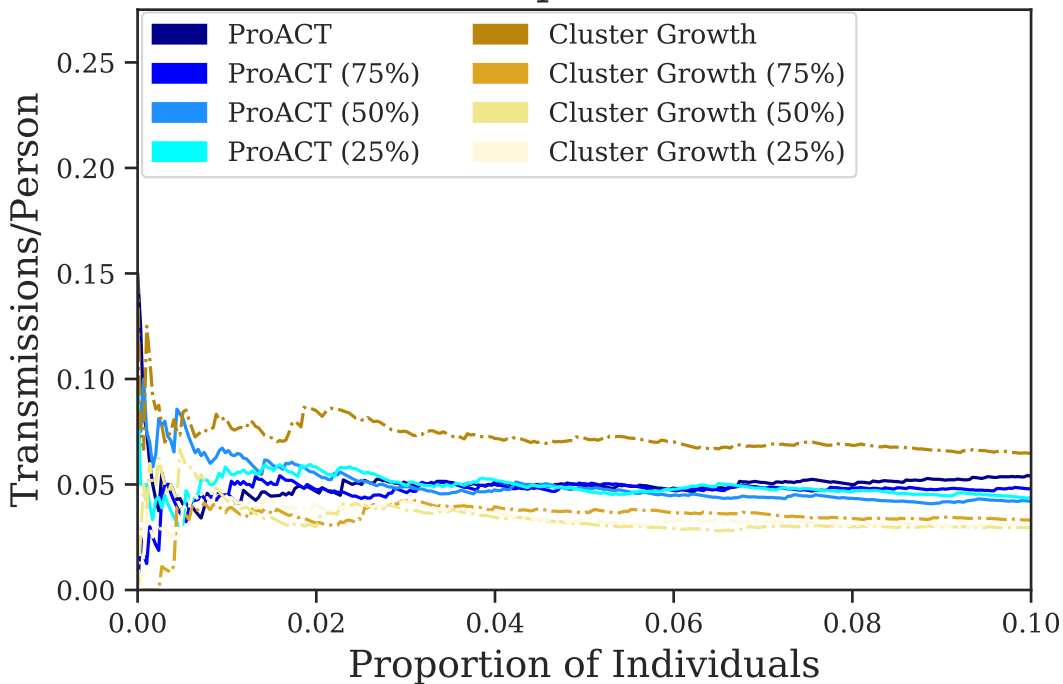 ProACT
ProACT (75%)
ProACT (50%)
ProACT (25%)
Cluster Growth
Cluster Growth (75%)
Cluster Growth (50%)
Cluster Growth (25%)
Transmissions/Person
0.25
0.20
0.15
0.10
0.05
0.00
0.00 0.02 0.04 0.06 0.08 0.10
Proportion of Individuals